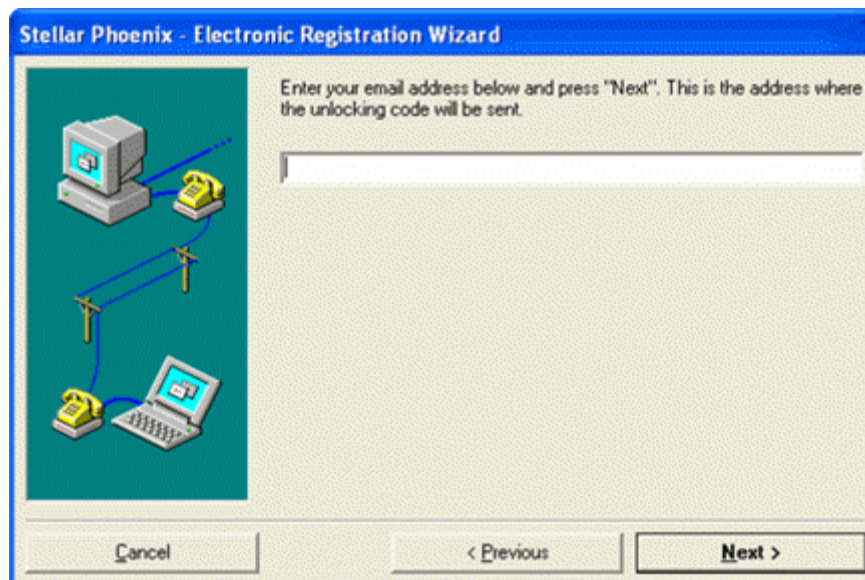 Stellar Phoenix - Electronic Registration Wizard
Enter your email address below and press "Next". This is the address where
the unlocking code will be sent.
Cancel
< Previous
Next >